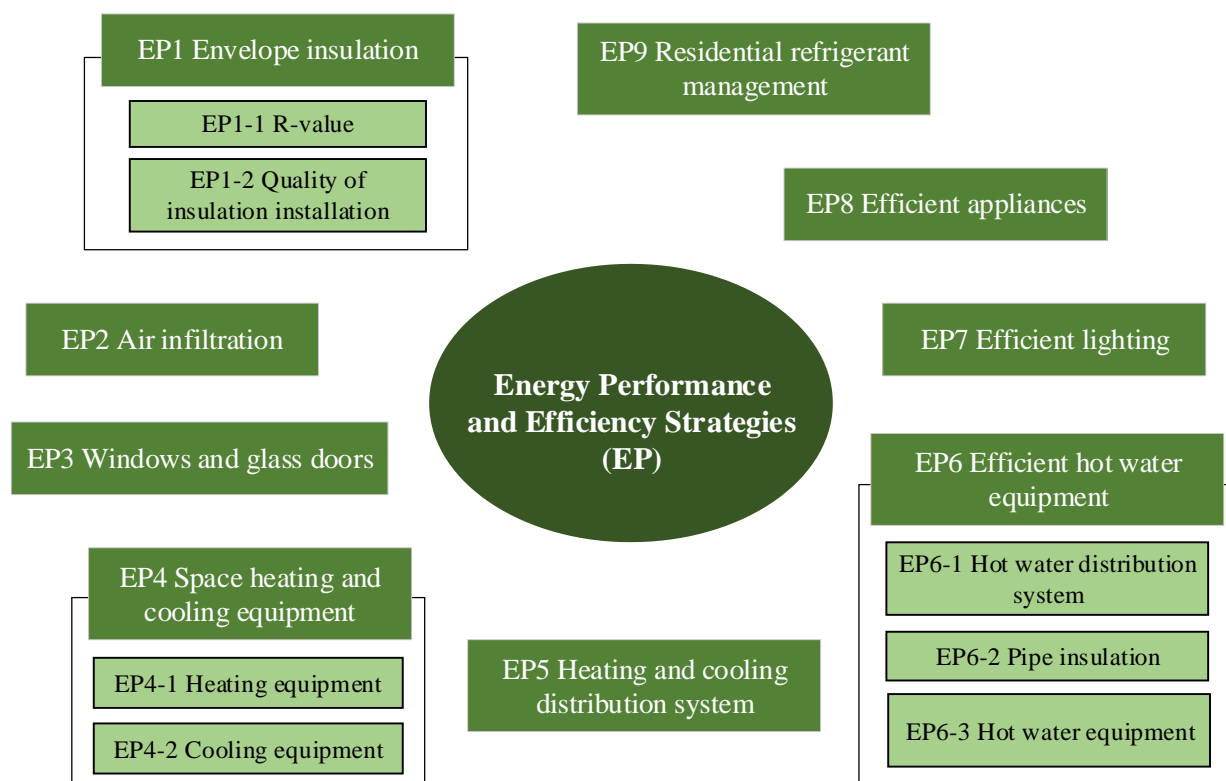 EP1 Envelope insulation
EP1-1 R-value
EP1-2 Quality of
insulation installation
EP9 Residential refrigerant
management
EP8 Efficient appliances
EP2 Air infiltration
EP7 Efficient lighting
Energy Performance
and Efficiency Strategies
(EP)
EP3 Windows and glass doors
EP6 Efficient hot water
equipment
EP6-1 Hot water distribution
system
EP6-2 Pipe insulation
EP6-3 Hot water equipment
EP4 Space heating and
cooling equipment
EP4-1 Heating equipment
EP4-2 Cooling equipment
EP5 Heating and cooling
distribution system